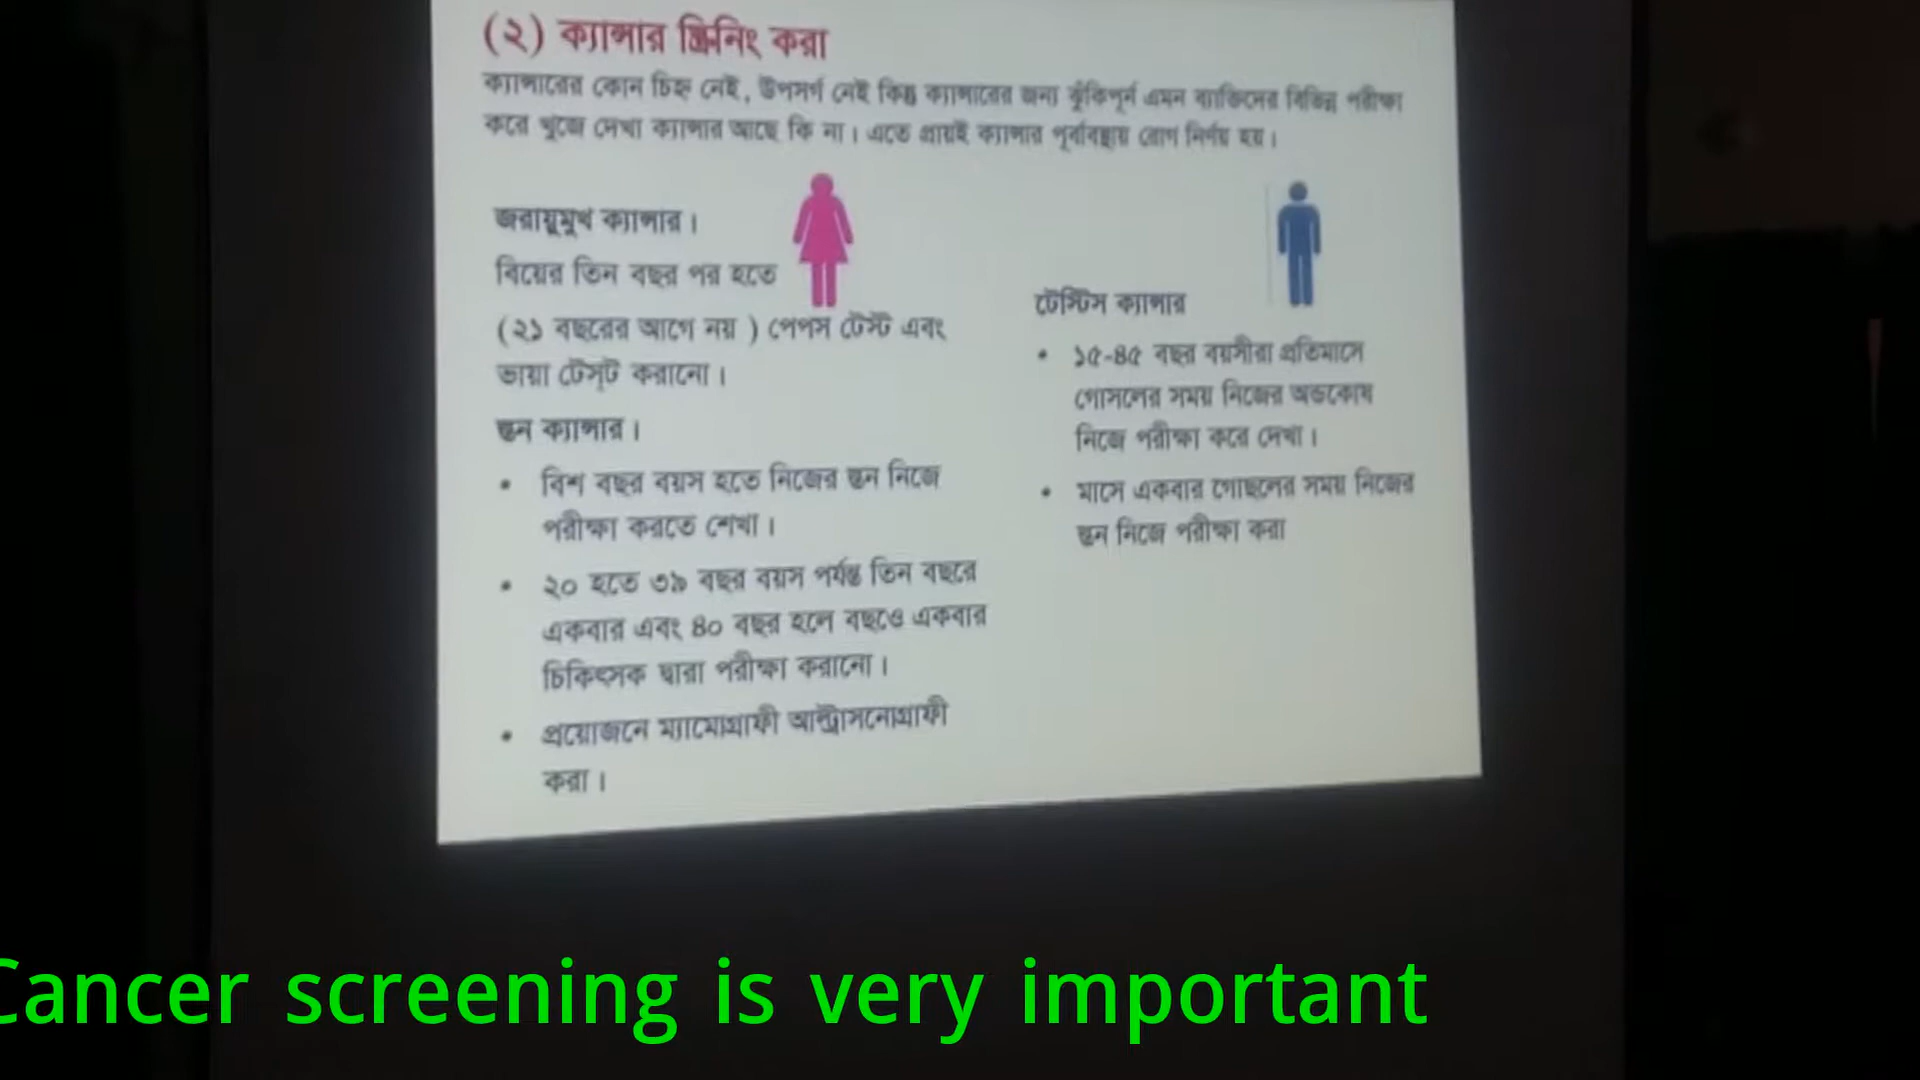 (২) ক্যান্সার স্ক্রিনিং করা
ক্যান্সারের কোন চিহ্ন নেই, উপসর্গ নেই কিন্তু ক্যান্সারের জন্য ঝুঁকিপূর্ন এমন ব্যাক্তিদের বিভিন্ন পরীক্ষা
করে খুজে দেখা ক্যান্সার আছে কি না। এতে প্রায়ই ক্যান্সার পূর্বাবস্থায় রোগ নির্ণয় হয়।
জরায়ুমুখ ক্যান্সার।
বিয়ের তিন বছর পর হতে
(২১ বছরের আগে নয় ) পেপস টেস্ট এবং
ভায়া টেস্ট করানো।
স্তন ক্যান্সার।
• বিশ বছর বয়স হতে নিজের স্তন নিজে
পরীক্ষা করতে শেখা।
• ২০ হতে ৩৯ বছর বয়স পর্যন্ত তিন বছরে
একবার এবং ৪০ বছর হলে বছওে একবার
চিকিৎসক দ্বারা পরীক্ষা করানো।
• প্রয়োজনে ম্যামোগ্রাফী আল্ট্রাসনোগ্রাফী
করা।
টেস্টিস ক্যান্সার
• ১৫-৪৫ বছর বয়সীরা প্রতিমাসে
গোসলের সময় নিজের অন্ডকোষ
নিজে পরীক্ষা করে দেখা।
• মাসে একবার গোছলের সময় নিজের
স্তন নিজে পরীক্ষা করা
Cancer screening is very important